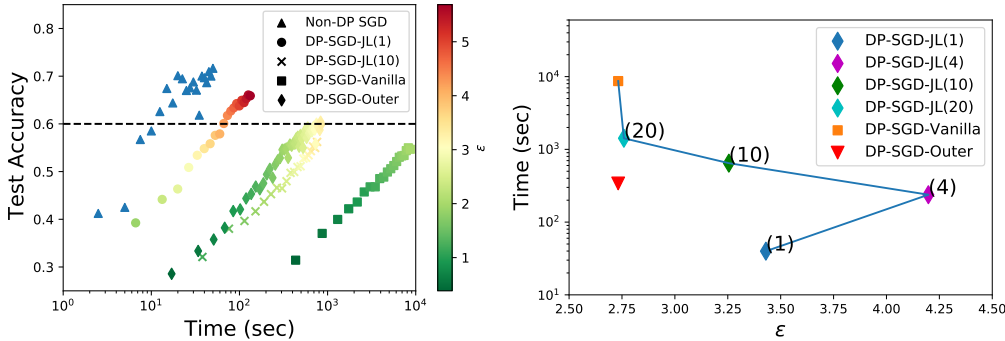 0.8
0.7
0.6
0.5
0.4
0.3
Test Accuracy
10^0
10^1
10^2
10^3
10^4
Time (sec)
Non-DP SGD
DP-SGD-JL(1)
DP-SGD-JL(10)
DP-SGD-Vanilla
DP-SGD-Outer
5
4
3
2
1
ε
10^4
10^3
10^2
10^1
Time (sec)
2.50
2.75
3.00
3.25
3.50
3.75
4.00
4.25
4.50
ε
(20)
(10)
(4)
(1)
DP-SGD-JL(1)
DP-SGD-JL(4)
DP-SGD-JL(10)
DP-SGD-JL(20)
DP-SGD-Vanilla
DP-SGD-Outer